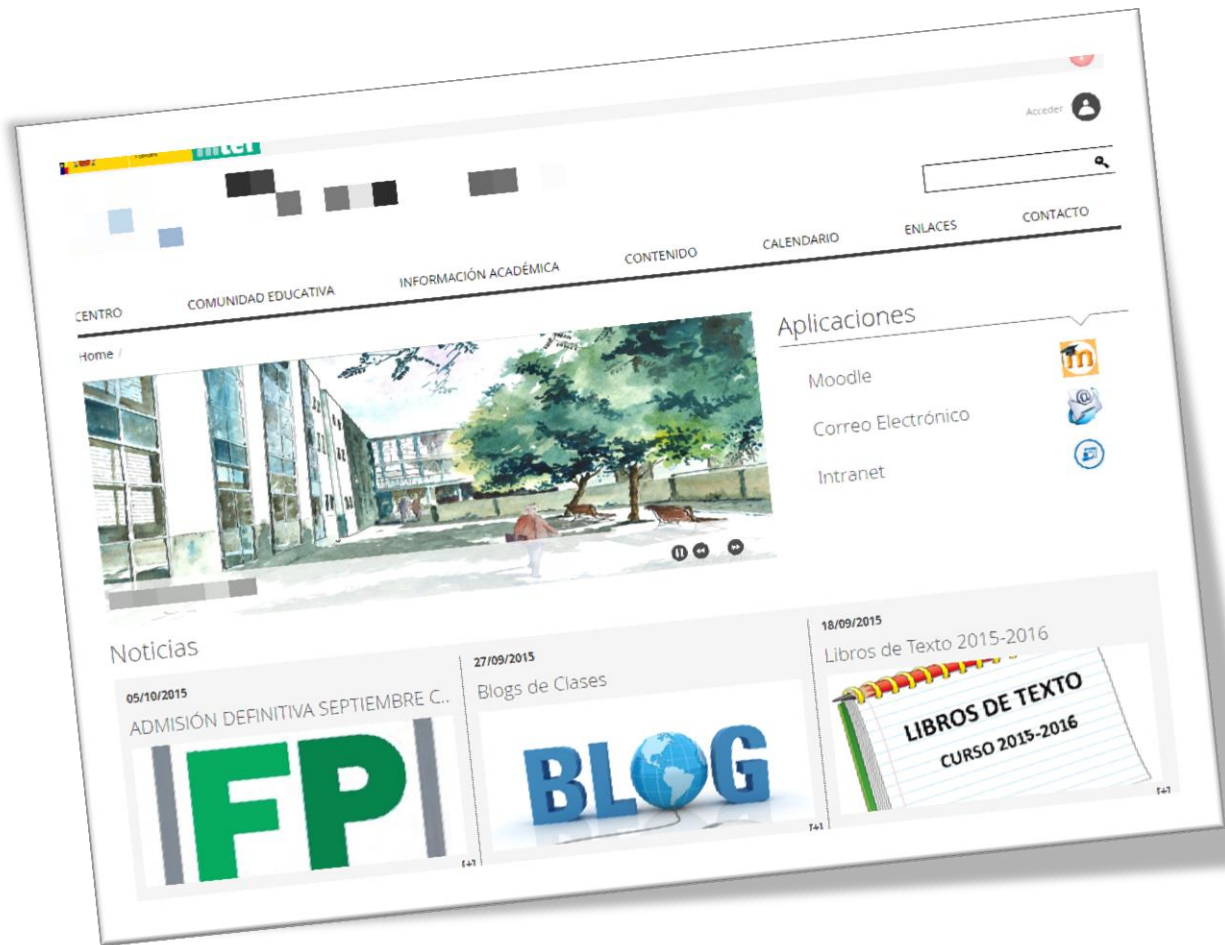 Acceder
CENTRO
COMUNIDAD EDUCATIVA
INFORMACIÓN ACADÉMICA
CONTENIDO
CALENDARIO
ENLACES
CONTACTO
Home /
Aplicaciones
Moodle
Correo Electrónico
Intranet
Noticias
05/10/2015
ADMISIÓN DEFINITIVA SEPTIEMBRE C...
FP
[+]
27/09/2015
Blogs de Clases
BLOG
[+]
18/09/2015
Libros de Texto 2015-2016
LIBROS DE TEXTO
CURSO 2015-2016
[+]